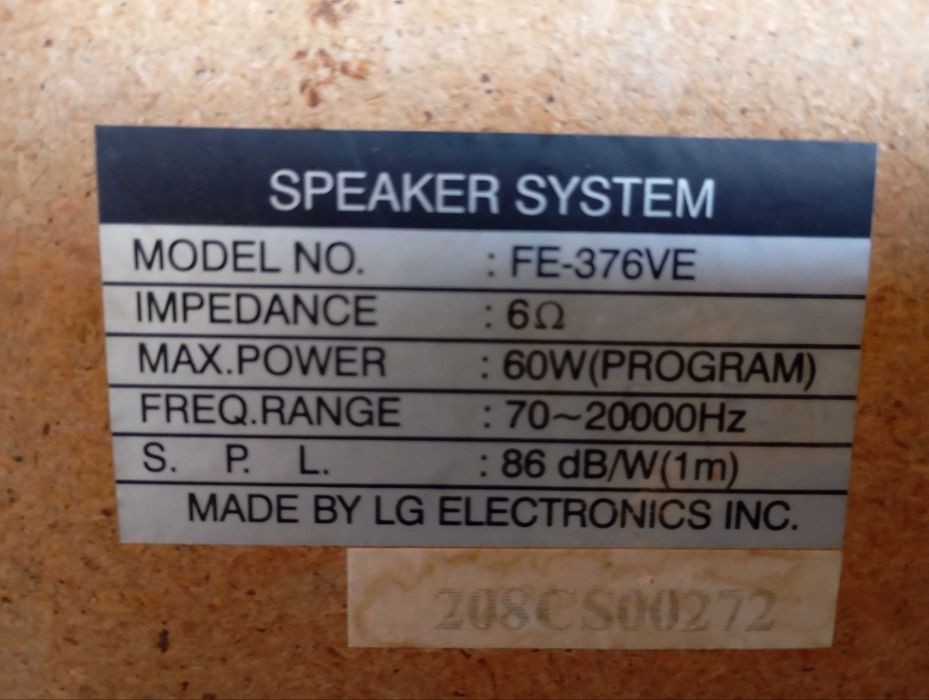 SPEAKER SYSTEM
MODEL NO. : FE-376VE
IMPEDANCE : 6Ω
MAX.POWER : 60W(PROGRAM)
FREQ.RANGE : 70~20000Hz
S. P. L. : 86 dB/W(1m)
MADE BY LG ELECTRONICS INC.
208CS00272